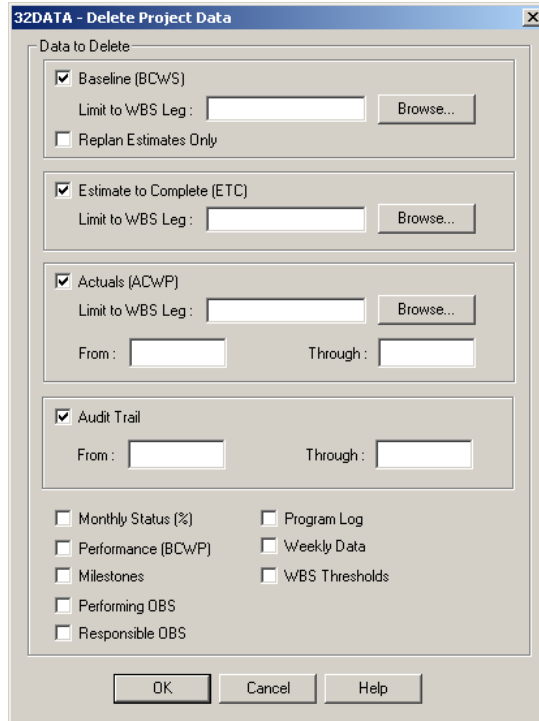 32DATA - Delete Project Data
Data to Delete
Baseline (BCWS)
Limit to WBS Leg :
Browse...
Replan Estimates Only
Estimate to Complete (ETC)
Limit to WBS Leg :
Browse...
Actuals (ACWP)
Limit to WBS Leg :
Browse...
From :
Through :
Audit Trail
From :
Through :
Monthly Status (%)
Program Log
Performance (BCWP)
Weekly Data
Milestones
WBS Thresholds
Performing OBS
Responsible OBS
OK
Cancel
Help